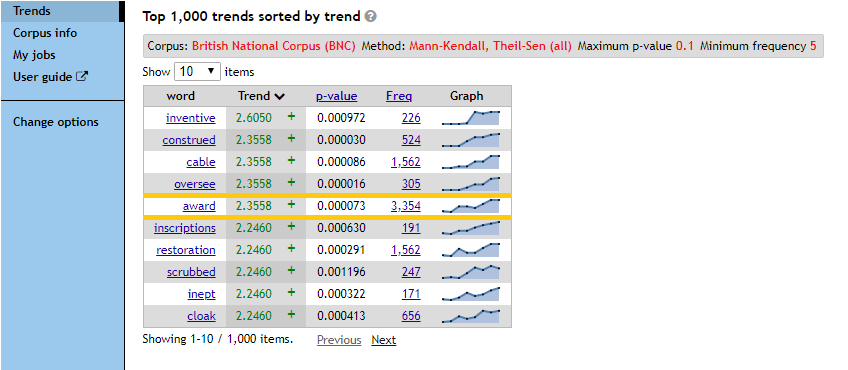 Trends
Corpus info
My jobs
User guide
Change options
Top 1,000 trends sorted by trend ?
Corpus: British National Corpus (BNC) Method: Mann-Kendall, Theil-Sen (all) Maximum p-value 0.1 Minimum frequency 5
Show 10 items
word Trend p-value Freq Graph
inventive 2.6050 + 0.000972 226
construed 2.3558 + 0.000030 524
cable 2.3558 + 0.000086 1,562
oversee 2.3558 + 0.000016 305
award 2.3558 + 0.000073 3,354
inscriptions 2.2460 + 0.000630 191
restoration 2.2460 + 0.000291 1,562
scrubbed 2.2460 + 0.001196 247
inept 2.2460 + 0.000322 171
cloak 2.2460 + 0.000413 656
Showing 1-10 / 1,000 items. Previous Next